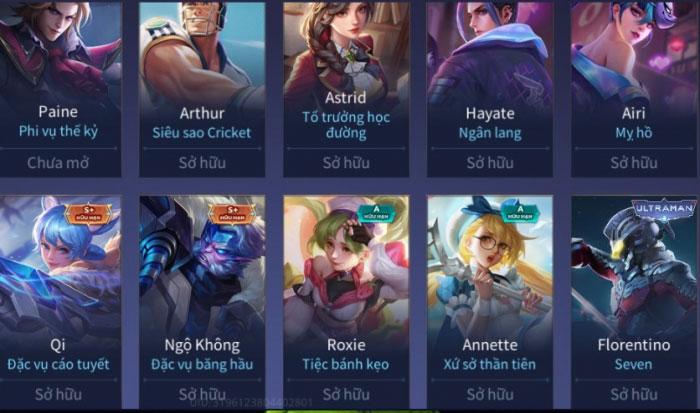 Paine
Phi vụ thế kỷ
Chưa mở
Arthur
Siêu sao Cricket
Sở hữu
Astrid
Tổ trưởng học
đường
Sở hữu
Hayate
Ngân lang
Sở hữu
Airi
Mỵ hồ
Sở hữu
S+
HỮU HẠN
Qi
Đặc vụ cáo tuyết
Sở hữu
S+
HỮU HẠN
Ngộ Không
Đặc vụ băng hầu
Sở hữu
A
HỮU HẠN
Roxie
Tiệc bánh kẹo
Sở hữu
A
HỮU HẠN
Annette
Xứ sở thần tiên
Sở hữu
ULTRAMAN
Florentino
Seven
Sở hữu
UID: 3196123804402801